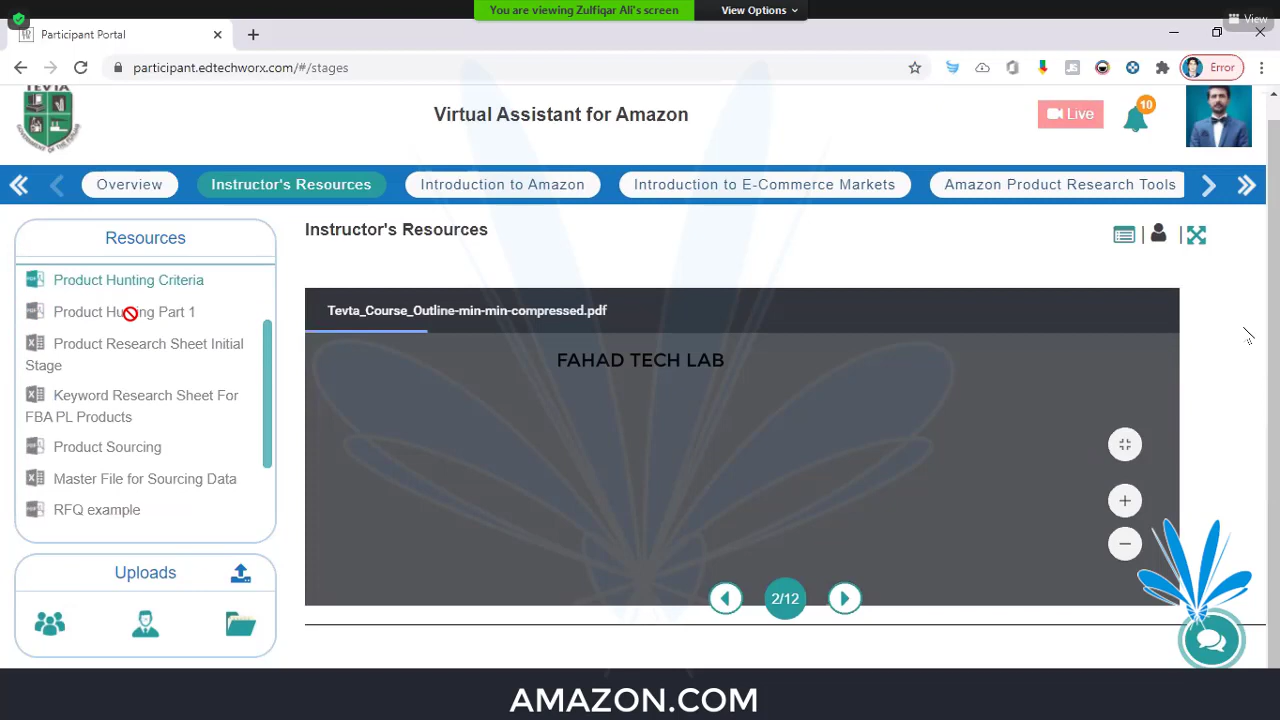 You are viewing Zulfiqar Ali's screen
View Options
View
Participant Portal
participant.edtechworx.com/#/stages
JS
Error
TEVTA
Virtual Assistant for Amazon
Live
10
Overview
Instructor's Resources
Introduction to Amazon
Introduction to E-Commerce Markets
Amazon Product Research Tools
Resources
Product Hunting Criteria
Product Hunting Part 1
Product Research Sheet Initial
Stage
Keyword Research Sheet For
FBA PL Products
Product Sourcing
Master File for Sourcing Data
RFQ example
Uploads
Instructor's Resources
Tevta_Course_Outline-min-min-compressed.pdf
FAHAD TECH LAB
2/12
AMAZON.COM